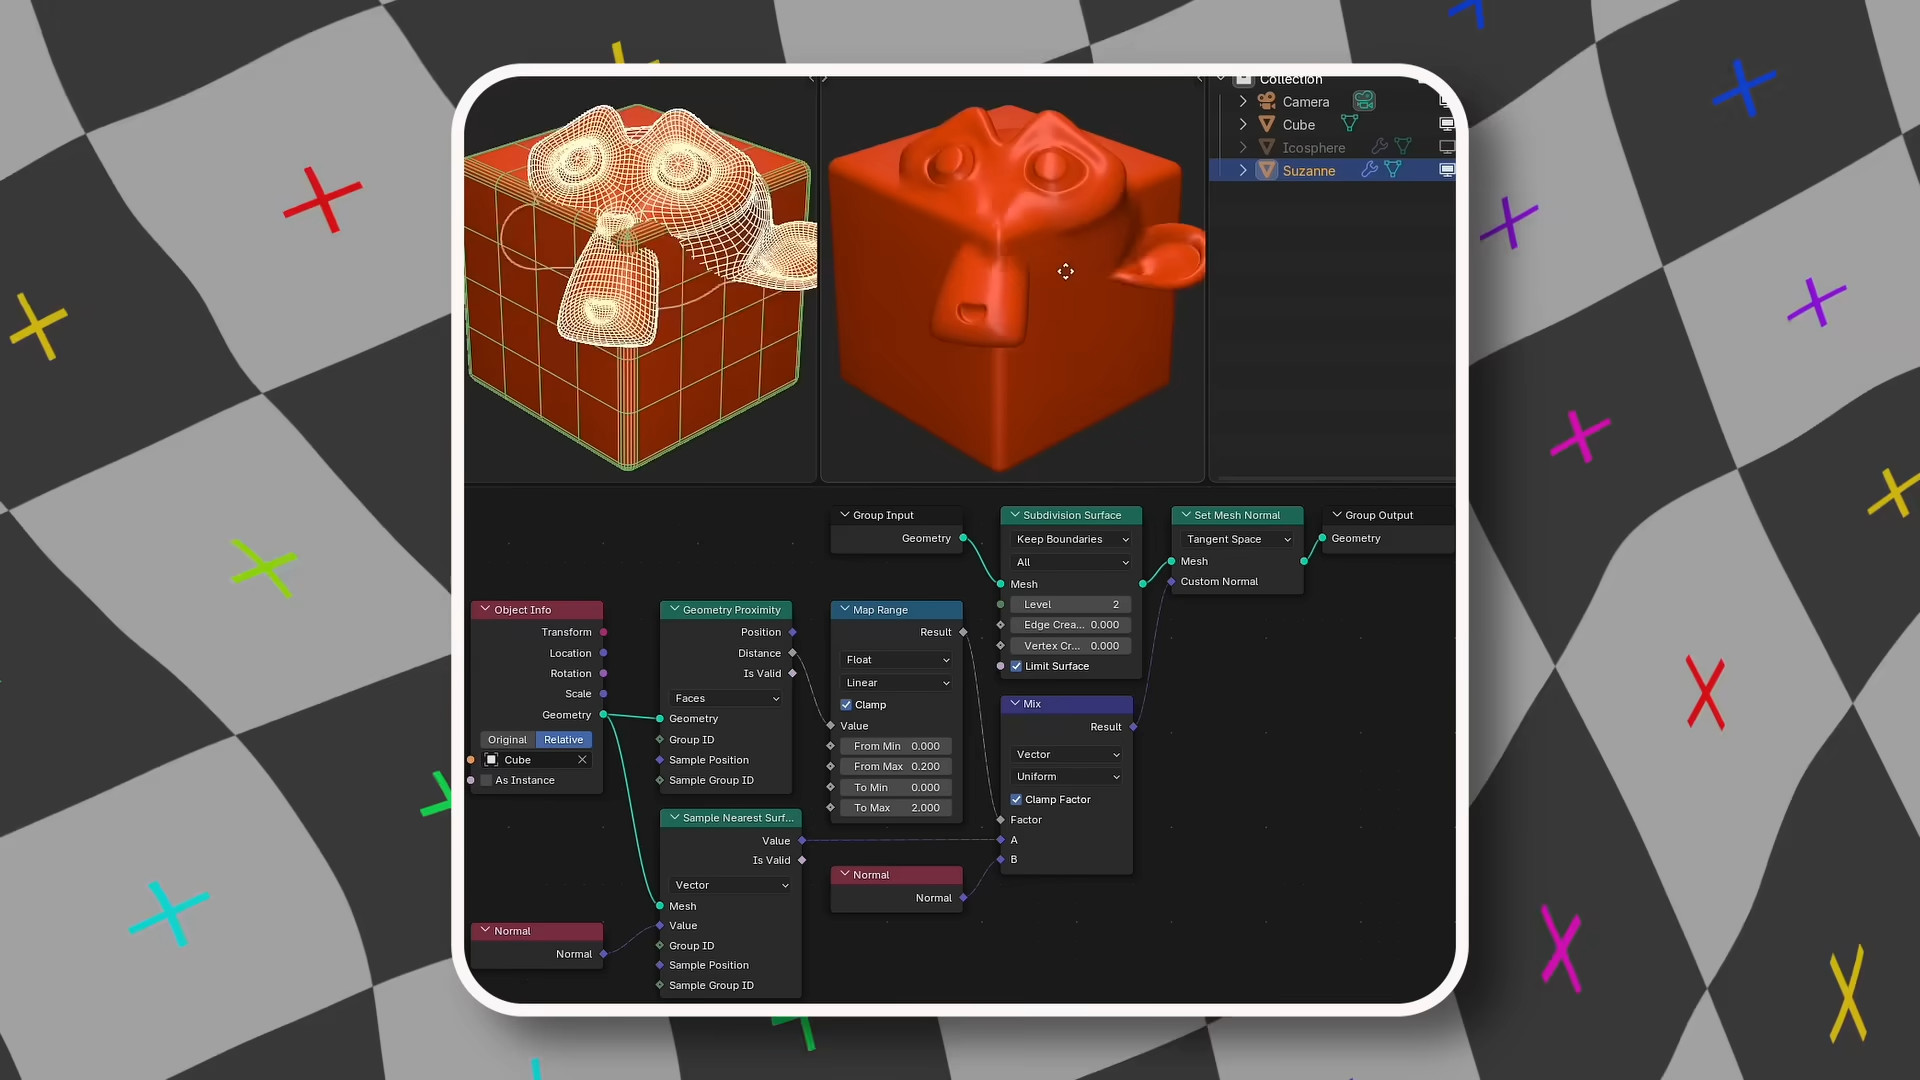 Collection
Camera
Cube
Icosphere
Suzanne
Group Input
Geometry
Subdivision Surface
Keep Boundaries
All
Mesh
Level 2
Edge Crea... 0.000
Vertex Cr... 0.000
Limit Surface
Set Mesh Normal
Tangent Space
Mesh
Custom Normal
Group Output
Geometry
Object Info
Transform
Location
Rotation
Scale
Geometry
Original Relative
Cube
As Instance
Geometry Proximity
Position
Distance
Is Valid
Faces
Geometry
Group ID
Sample Position
Sample Group ID
Map Range
Result
Float
Linear
Clamp
Value
From Min 0.000
From Max 0.200
To Min 0.000
To Max 2.000
Mix
Result
Vector
Uniform
Clamp Factor
Factor
A
B
Sample Nearest Surf...
Value
Is Valid
Vector
Mesh
Value
Group ID
Sample Position
Sample Group ID
Normal
Normal
Normal
Normal